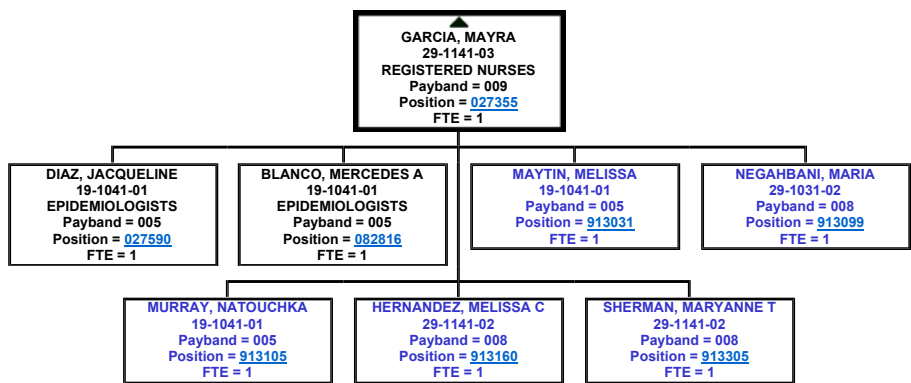 GARCIA, MAYRA
29-1141-03
REGISTERED NURSES
Payband = 009
Position = 027355
FTE = 1
DIAZ, JACQUELINE
19-1041-01
EPIDEMIOLOGISTS
Payband = 005
Position = 027590
FTE = 1
BLANCO, MERCEDES A
19-1041-01
EPIDEMIOLOGISTS
Payband = 005
Position = 082816
FTE = 1
MAYTIN, MELISSA
19-1041-01
Payband = 005
Position = 913031
FTE = 1
NEGAHBANI, MARIA
29-1031-02
Payband = 008
Position = 913099
FTE = 1
MURRAY, NATOUCHKA
19-1041-01
Payband = 005
Position = 913105
FTE = 1
HERNANDEZ, MELISSA C
29-1141-02
Payband = 008
Position = 913160
FTE = 1
SHERMAN, MARYANNE T
29-1141-02
Payband = 008
Position = 913305
FTE = 1